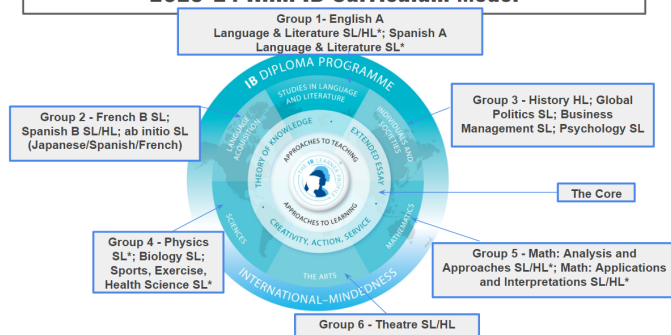 Group 1- English A
Language & Literature SL/HL*; Spanish A
Language & Literature SL*
IB DIPLOMA PROGRAMME
STUDIES IN LANGUAGE
AND LITERATURE
Group 2 - French B SL;
Spanish B SL/HL; ab initio SL
(Japanese/Spanish/French)
LANGUAGE
ACQUISITION
INDIVIDUALS AND
SOCIETIES
Group 3 - History HL; Global
Politics SL; Business
Management SL; Psychology SL
THEORY OF KNOWLEDGE
EXTENDED ESSAY
APPROACHES TO TEACHING
THE IB LEARNER PROFILE
APPROACHES TO LEARNING
CREATIVITY, ACTION, SERVICE
The Core
SCIENCES
MATHEMATICS
Group 4 - Physics
SL*; Biology SL;
Sports, Exercise,
Health Science SL*
Group 5 - Math: Analysis and
Approaches SL/HL*; Math: Applications
and Interpretations SL/HL*
THE ARTS
INTERNATIONAL-MINDEDNESS
Group 6 - Theatre SL/HL